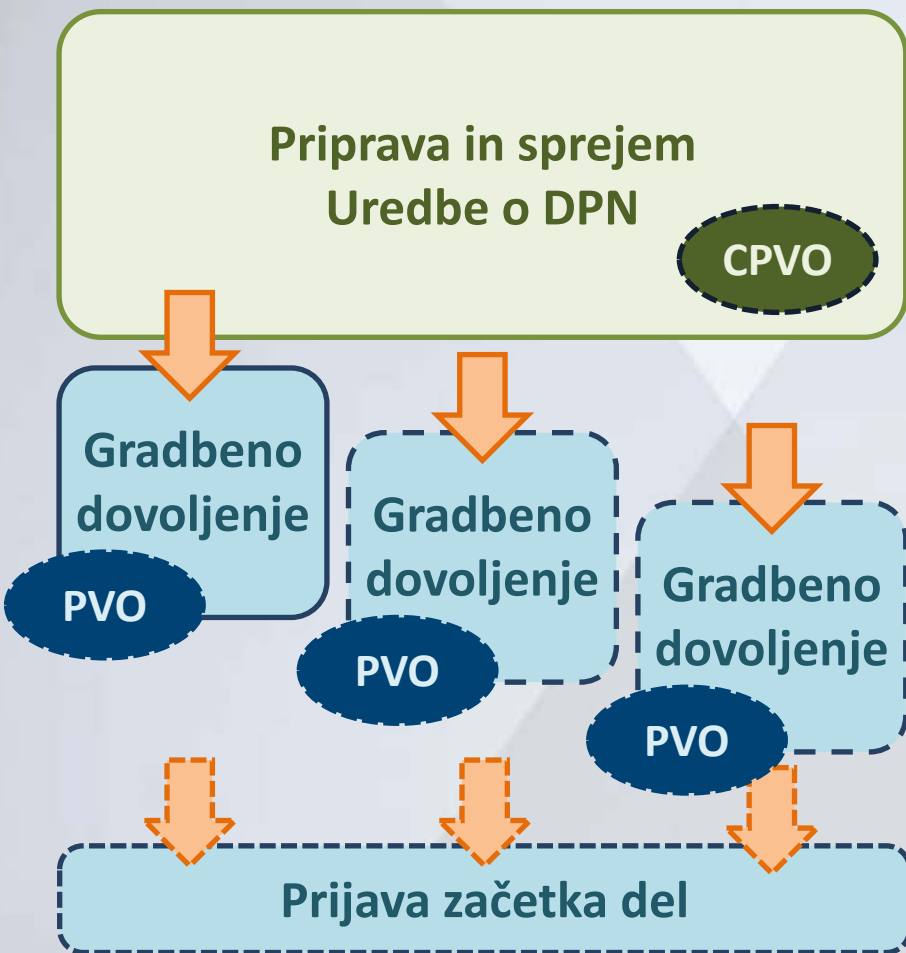 Priprava in sprejem
Uredbe o DPN
CPVO
Gradbeno
dovoljenje
PVO
Gradbeno
dovoljenje
PVO
Gradbeno
dovoljenje
PVO
Prijava začetka del